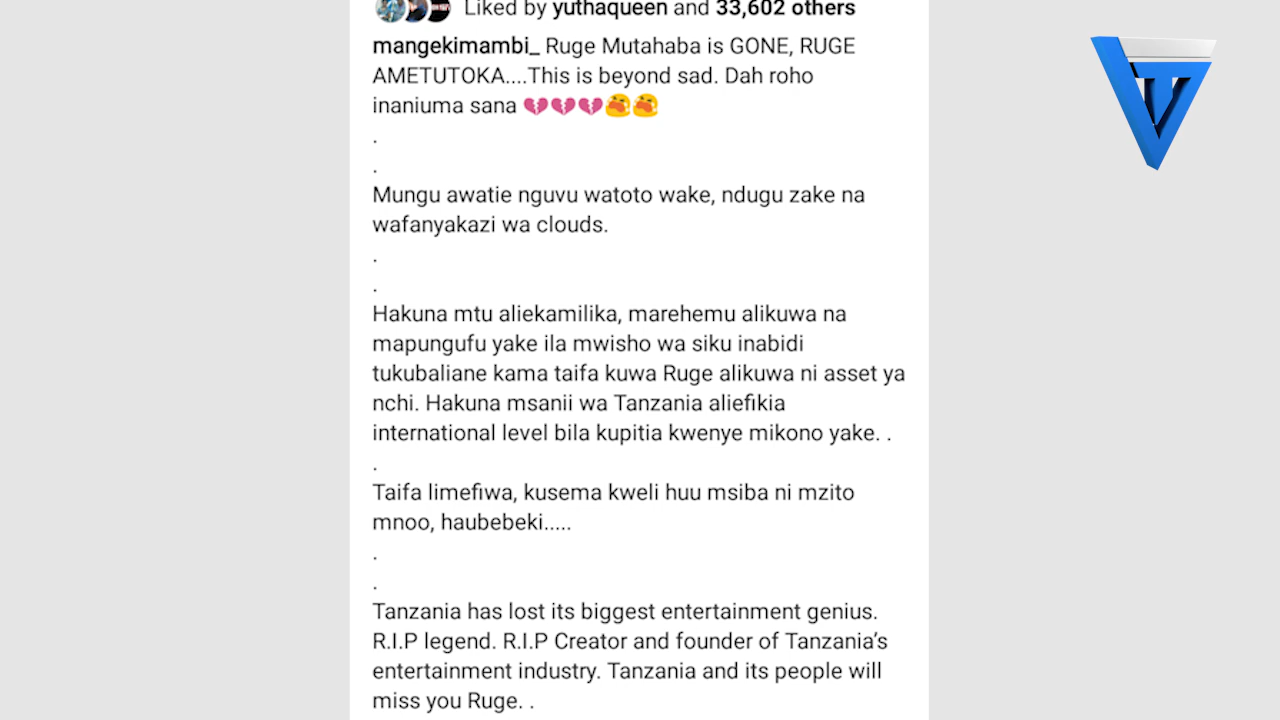 Liked by yuthaqueen and 33,602 others
mangekimambi_ Ruge Mutahaba is GONE, RUGE
AMETUTOKA....This is beyond sad. Dah roho
inaniuma sana 💔💔💔😭😭
.
.
Mungu awatie nguvu watoto wake, ndugu zake na
wafanyakazi wa clouds.
.
.
Hakuna mtu aliekamilika, marehemu alikuwa na
mapungufu yake ila mwisho wa siku inabidi
tukubaliane kama taifa kuwa Ruge alikuwa ni asset ya
nchi. Hakuna msanii wa Tanzania aliefikia
international level bila kupitia kwenye mikono yake. .
.
Taifa limefiwa, kusema kweli huu msiba ni mzito
mnoo, haubebeki.....
.
.
Tanzania has lost its biggest entertainment genius.
R.I.P legend. R.I.P Creator and founder of Tanzania’s
entertainment industry. Tanzania and its people will
miss you Ruge. .